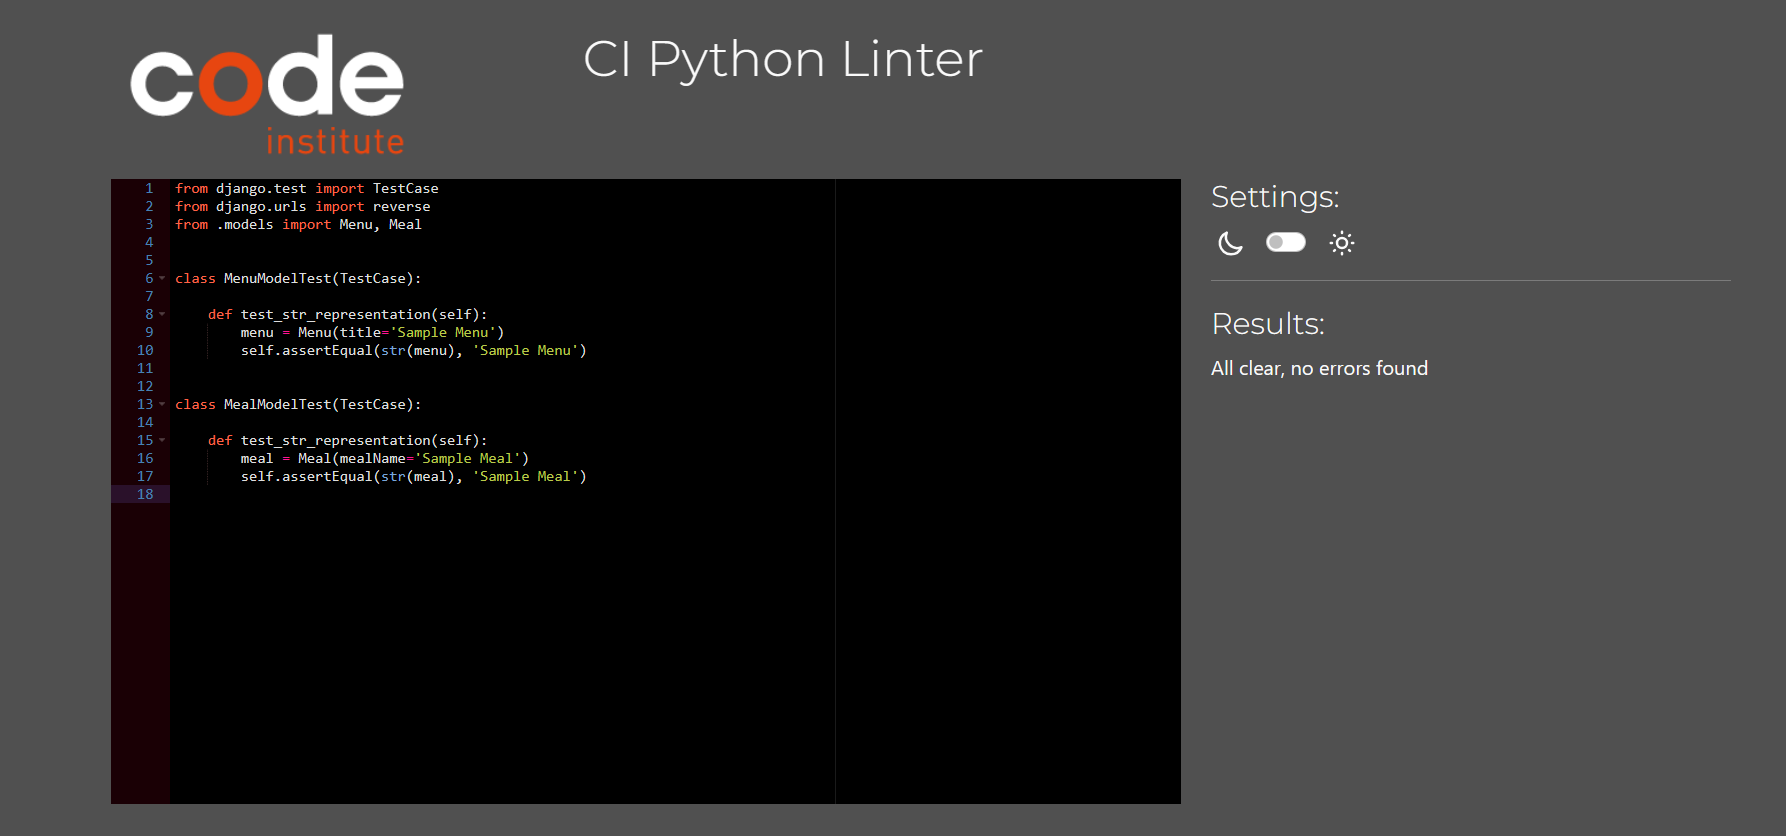 code
institute
CI Python Linter
1 from django.test import TestCase
2 from django.urls import reverse
3 from .models import Menu, Meal
4
5
6 class MenuModelTest(TestCase):
7
8     def test_str_representation(self):
9         menu = Menu(title='Sample Menu')
10         self.assertEqual(str(menu), 'Sample Menu')
11
12
13 class MealModelTest(TestCase):
14
15     def test_str_representation(self):
16         meal = Meal(mealName='Sample Meal')
17         self.assertEqual(str(meal), 'Sample Meal')
18
Settings:
Results:
All clear, no errors found